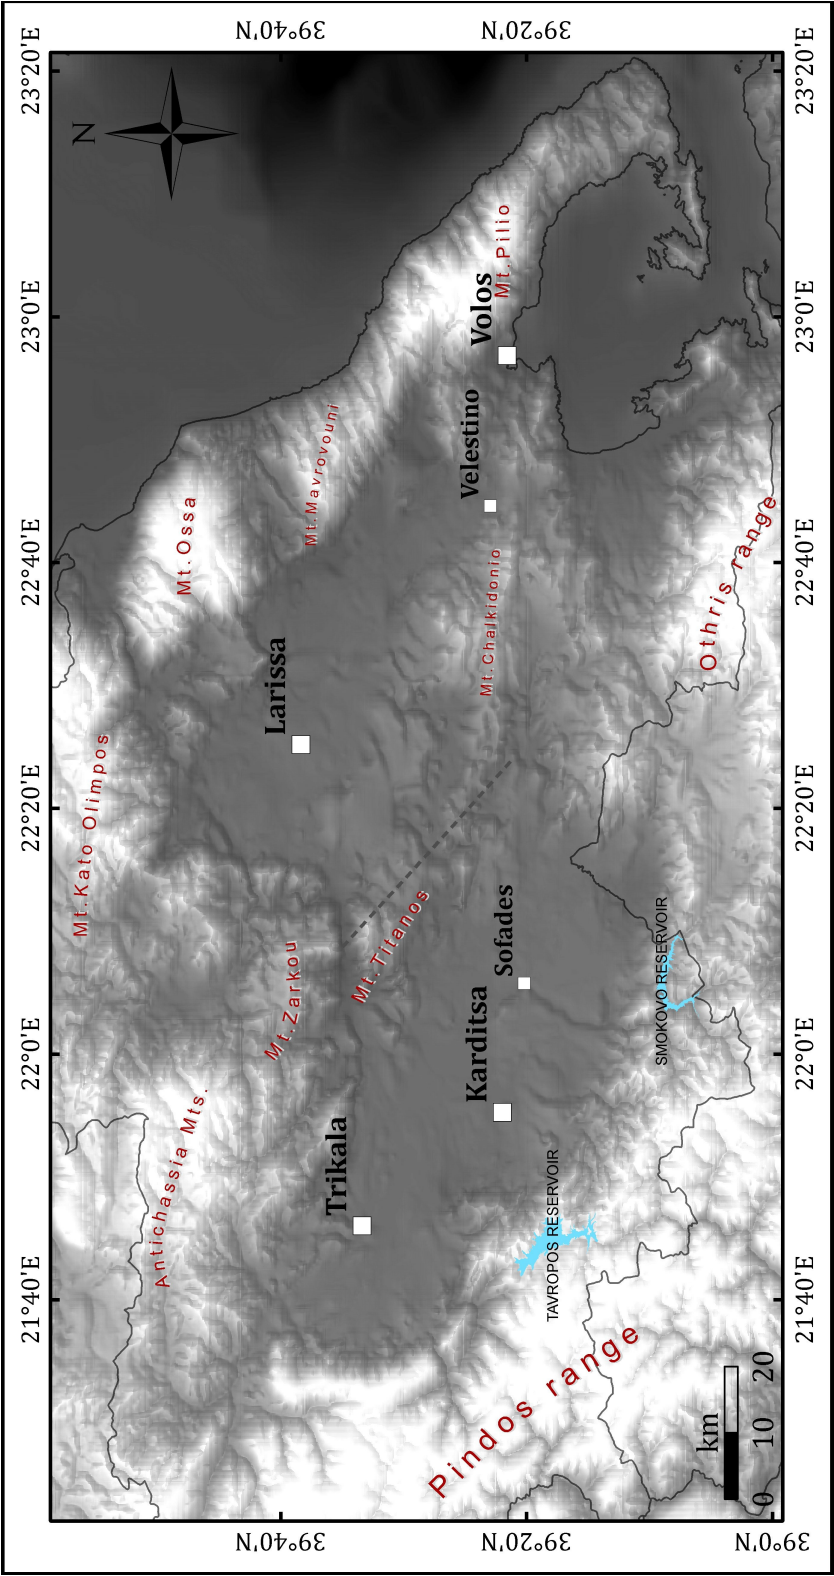 21°40'E
22°0'E
22°20'E
22°40'E
23°0'E
23°20'E
39°40'N
39°20'N
39°0'N
39°40'N
39°20'N
N
Mt.Kato Olimpos
Antichassia Mts.
Mt.Ossa
Mt.Zarkou
Larissa
Mt.Mavrovouni
Trikala
Mt.Titanos
Pindos range
Karditsa
Sofades
Mt.Chalkidonio
Velestino
Volos
Mt.Pilio
TAVROPOS RESERVOIR
SMOKOVO RESERVOIR
Othris range
km
0 10 20
21°40'E
22°0'E
22°20'E
22°40'E
23°0'E
23°20'E